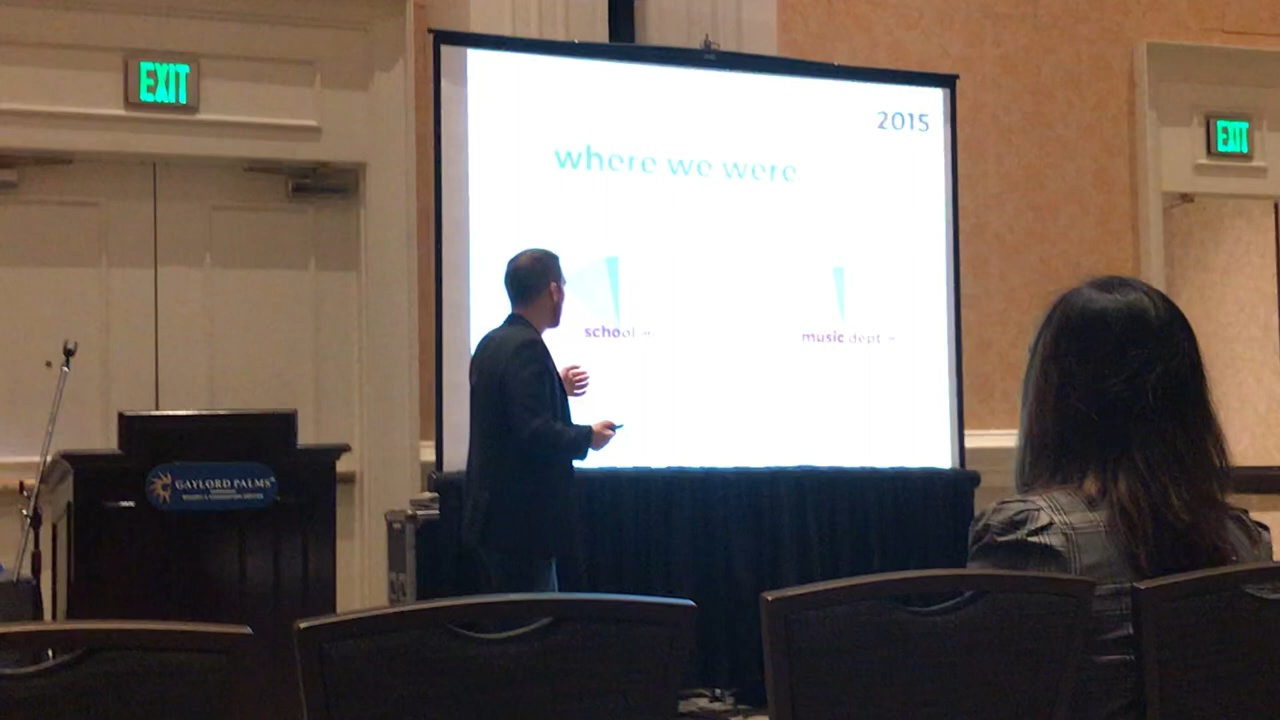 EXIT
2015
EXIT
where we were
school
music dept
GAYLORD PALMS